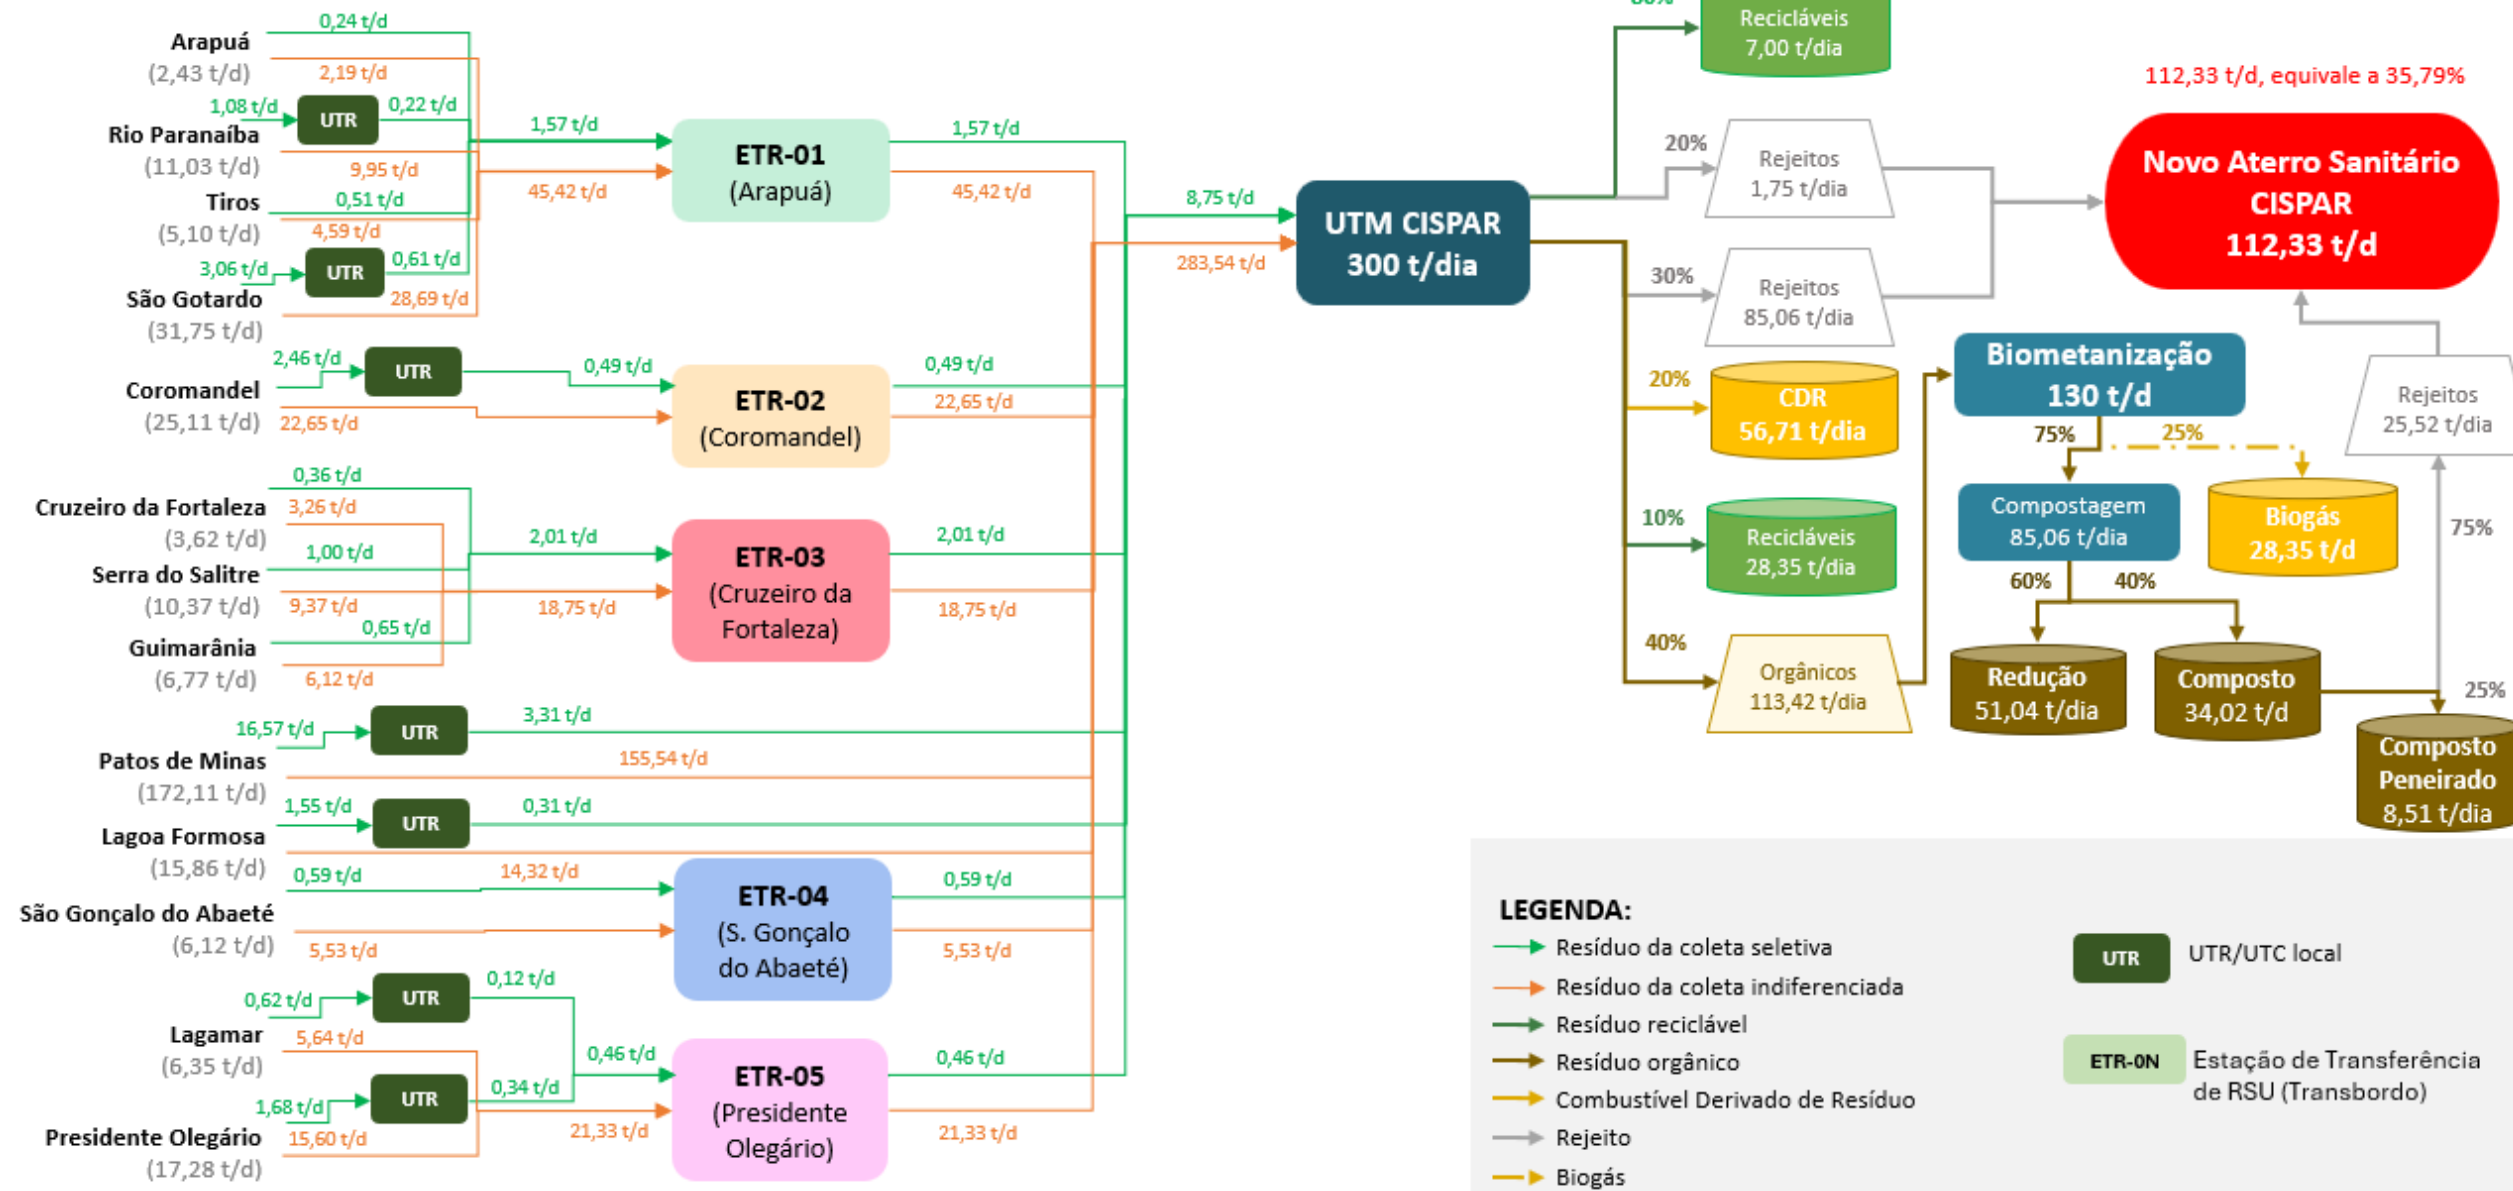 0,24 t/d
Arapuá
(2,43 t/d)
2,19 t/d
1,08 t/d
UTR
0,22 t/d
Rio Paranaíba
(11,03 t/d)
9,95 t/d
Tiros
(5,10 t/d)
0,51 t/d
4,59 t/d
3,06 t/d
UTR
0,61 t/d
São Gotardo
(31,75 t/d)
28,69 t/d
1,57 t/d
45,42 t/d
ETR-01
(Arapuá)
1,57 t/d
45,42 t/d
2,46 t/d
UTR
0,49 t/d
Coromandel
(25,11 t/d)
22,65 t/d
ETR-02
(Coromandel)
0,49 t/d
22,65 t/d
0,36 t/d
Cruzeiro da Fortaleza
(3,62 t/d)
3,26 t/d
1,00 t/d
Serra do Salitre
(10,37 t/d)
9,37 t/d
0,65 t/d
Guimarânia
(6,77 t/d)
6,12 t/d
2,01 t/d
18,75 t/d
ETR-03
(Cruzeiro da
Fortaleza)
2,01 t/d
18,75 t/d
16,57 t/d
UTR
3,31 t/d
Patos de Minas
(172,11 t/d)
155,54 t/d
1,55 t/d
UTR
0,31 t/d
Lagoa Formosa
(15,86 t/d)
14,32 t/d
0,59 t/d
São Gonçalo do Abaeté
(6,12 t/d)
5,53 t/d
ETR-04
(S. Gonçalo
do Abaeté)
0,59 t/d
5,53 t/d
0,62 t/d
UTR
0,12 t/d
Lagamar
(6,35 t/d)
5,64 t/d
1,68 t/d
UTR
0,34 t/d
Presidente Olegário
(17,28 t/d)
15,60 t/d
0,46 t/d
21,33 t/d
ETR-05
(Presidente
Olegário)
0,46 t/d
21,33 t/d
8,75 t/d
283,54 t/d
UTM CISPAR
300 t/dia
Recicláveis
7,00 t/dia
20%
Rejeitos
1,75 t/dia
30%
Rejeitos
85,06 t/dia
20%
CDR
56,71 t/dia
10%
Recicláveis
28,35 t/dia
40%
Orgânicos
113,42 t/dia
112,33 t/d, equivale a 35,79%
Novo Aterro Sanitário
CISPAR
112,33 t/d
Biometanização
130 t/d
75%
25%
Compostagem
85,06 t/dia
Biogás
28,35 t/d
60%
40%
Redução
51,04 t/dia
Composto
34,02 t/d
Rejeitos
25,52 t/dia
75%
25%
Composto
Peneirado
8,51 t/dia
LEGENDA:
Resíduo da coleta seletiva
Resíduo da coleta indiferenciada
Resíduo reciclável
Resíduo orgânico
Combustível Derivado de Resíduo
Rejeito
Biogás
UTR
UTR/UTC local
ETR-0N
Estação de Transferência
de RSU (Transbordo)